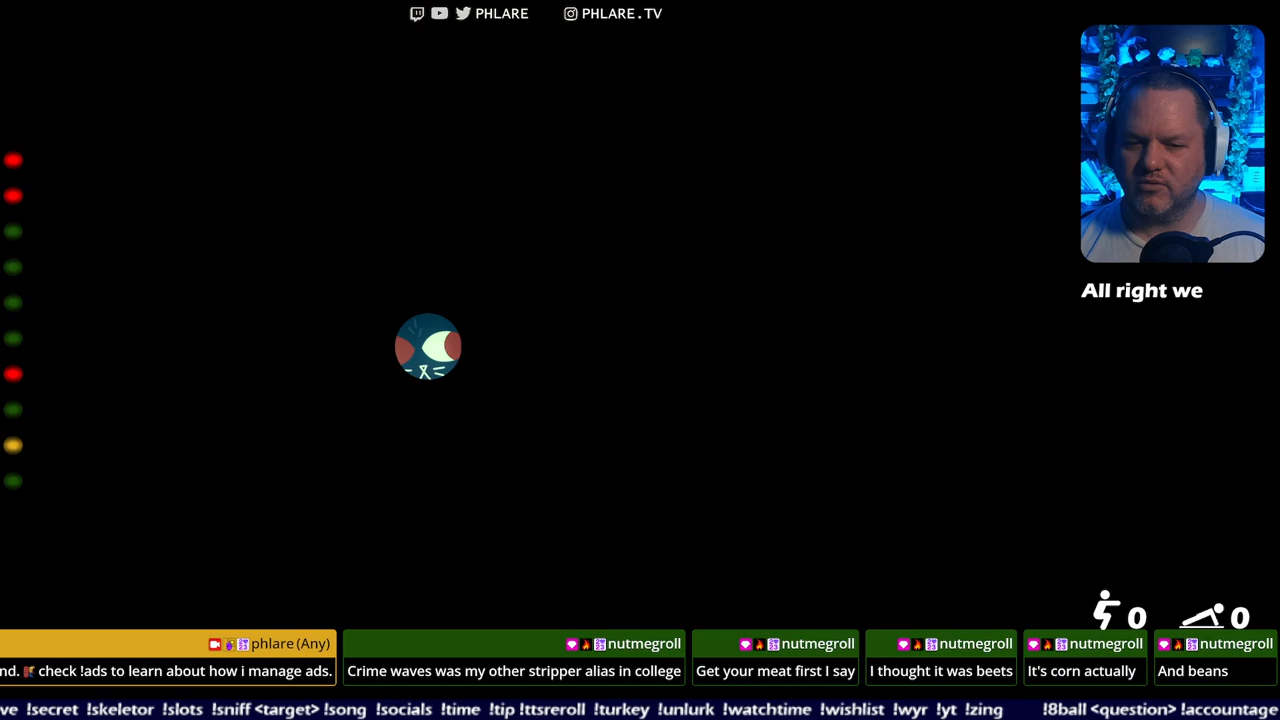 PHLARE PHLARE.TV
All right we
0 0
phlare (Any) nutmegroll nutmegroll nutmegroll nutmegroll nutmegroll
nd. check !ads to learn about how i manage ads. Crime waves was my other stripper alias in college Get your meat first I say I thought it was beets It's corn actually And beans
ve !secret !skeletor !slots !sniff <target> !song !socials !time !tip !ttsreroll !turkey !unlurk !watchtime !wishlist !wyr !yt !zing !8ball <question> !accountage